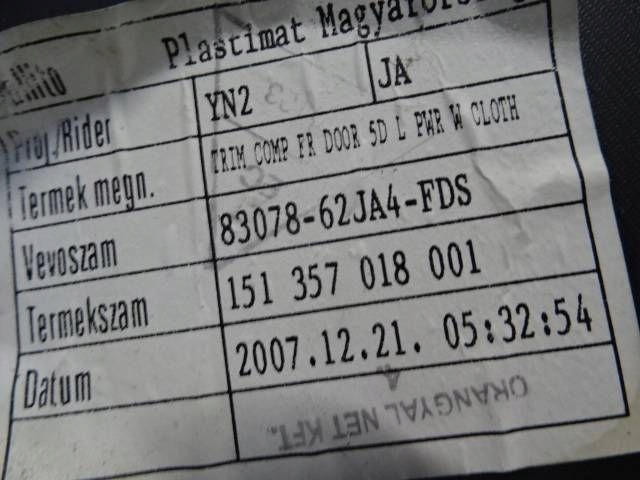 Plastimat Magyarorszag
Proj./Rider YN2 JA
Termek megn. TRIM COMP FR DOOR 5D L PWR W CLOTH
Vevoszam 83078-62JA4-FDS
Termekszam 151 357 018 001
Datum 2007.12.21. 05:32:54
ORANGYAL NET KFT.